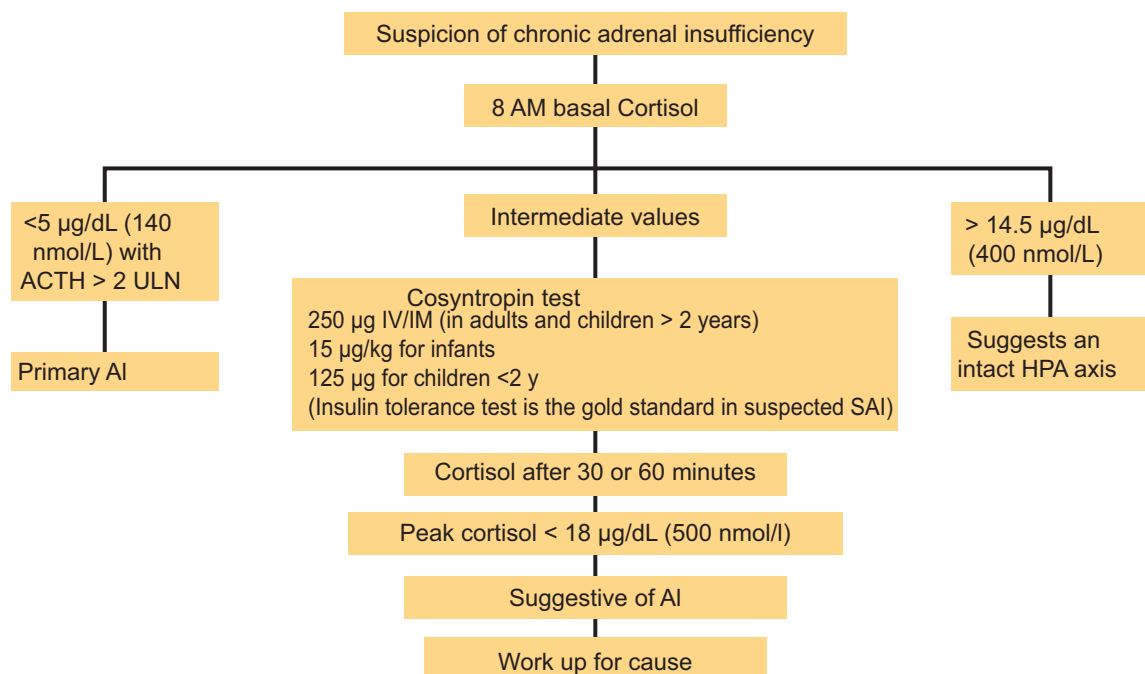 Suspicion of chronic adrenal insufficiency
8 AM basal Cortisol
<5 µg/dL (140
nmol/L) with
ACTH > 2 ULN
Primary AI
Intermediate values
Cosyntropin test
250 µg IV/IM (in adults and children > 2 years)
15 µg/kg for infants
125 µg for children <2 y
(Insulin tolerance test is the gold standard in suspected SAI)
Cortisol after 30 or 60 minutes
Peak cortisol < 18 µg/dL (500 nmol/l)
Suggestive of AI
Work up for cause
> 14.5 µg/dL
(400 nmol/L)
Suggests an
intact HPA axis